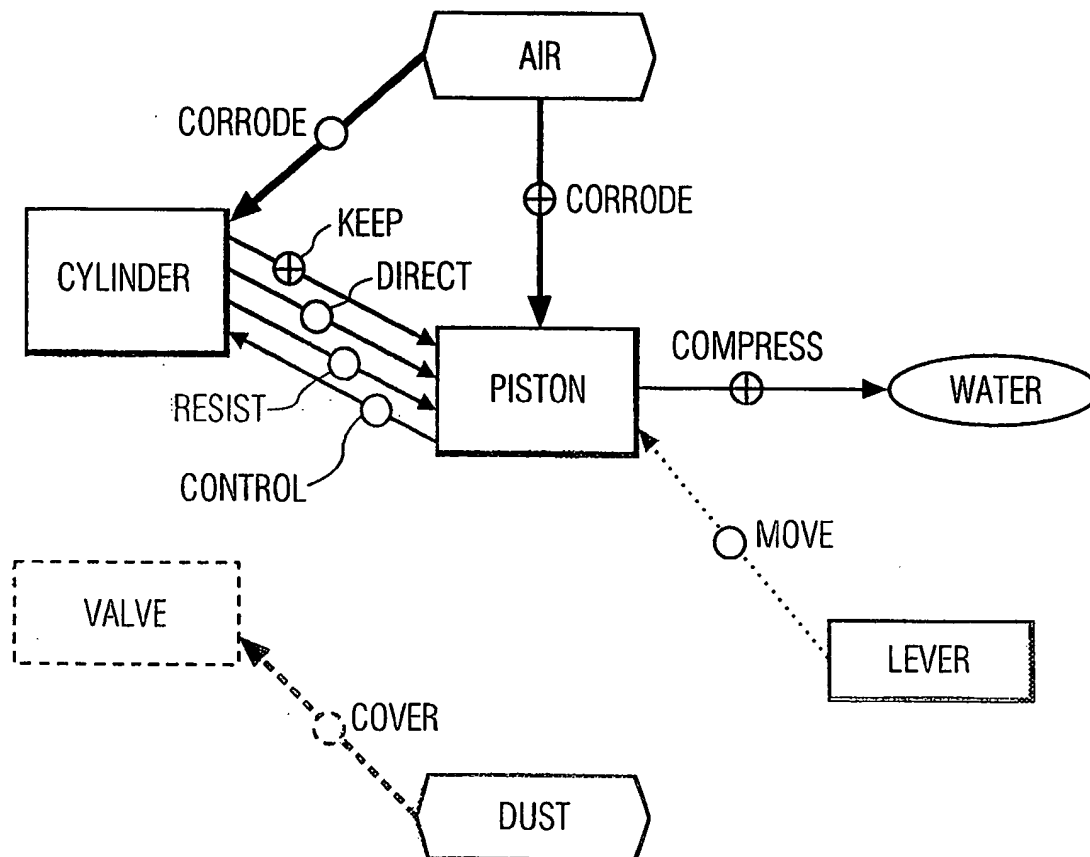 AIR
CORRODE
CORRODE
KEEP
CYLINDER
DIRECT
COMPRESS
PISTON
WATER
RESIST
CONTROL
MOVE
VALVE
LEVER
COVER
DUST